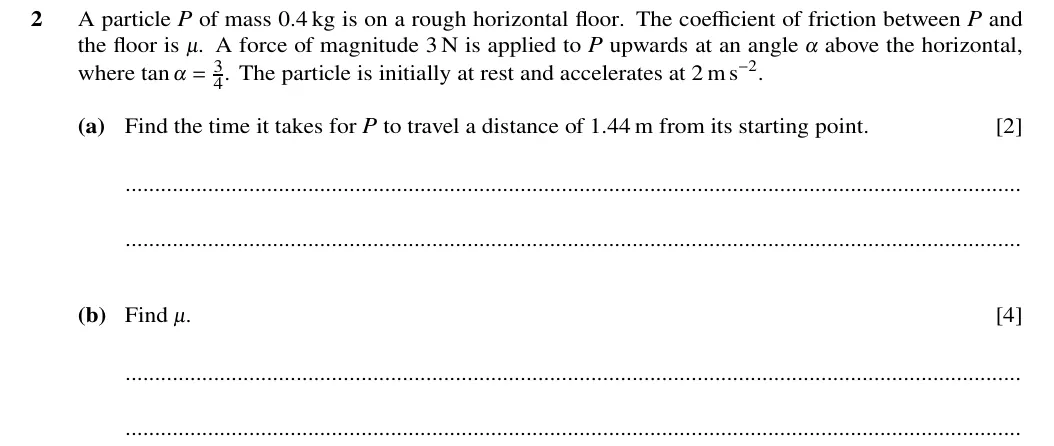 2 A particle P of mass 0.4 kg is on a rough horizontal floor. The coefficient of friction between P and
the floor is μ. A force of magnitude 3 N is applied to P upwards at an angle α above the horizontal,
where tan α = 3/4. The particle is initially at rest and accelerates at 2 m s⁻².
(a) Find the time it takes for P to travel a distance of 1.44 m from its starting point. [2]
(b) Find μ. [4]